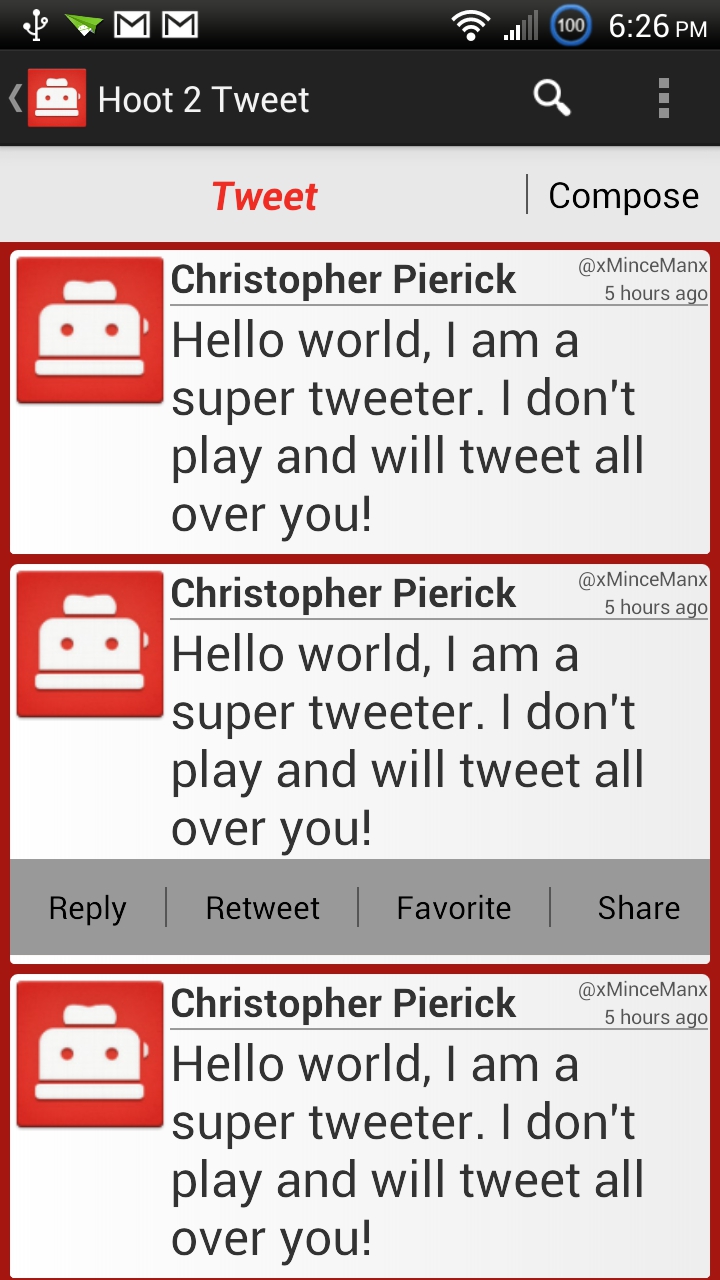 100 6:26 PM
Hoot 2 Tweet
Tweet Compose
Christopher Pierick @xMinceManx
5 hours ago
Hello world, I am a
super tweeter. I don't
play and will tweet all
over you!
Christopher Pierick @xMinceManx
5 hours ago
Hello world, I am a
super tweeter. I don't
play and will tweet all
over you!
Reply Retweet Favorite Share
Christopher Pierick @xMinceManx
5 hours ago
Hello world, I am a
super tweeter. I don't
play and will tweet all
over you!